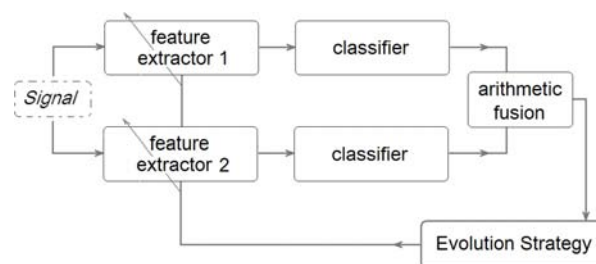 Signal
feature
extractor 1
classifier
feature
extractor 2
classifier
arithmetic
fusion
Evolution Strategy